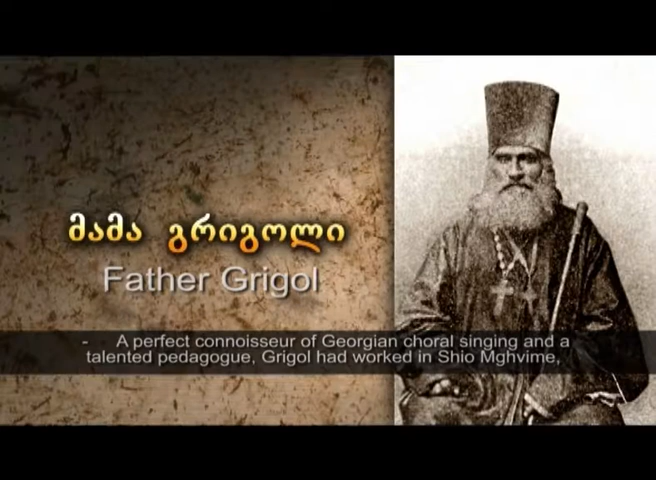 მამა გრიგოლი
Father Grigol
- A perfect connoisseur of Georgian choral singing and a
talented pedagogue, Grigol had worked in Shio Mghvime,